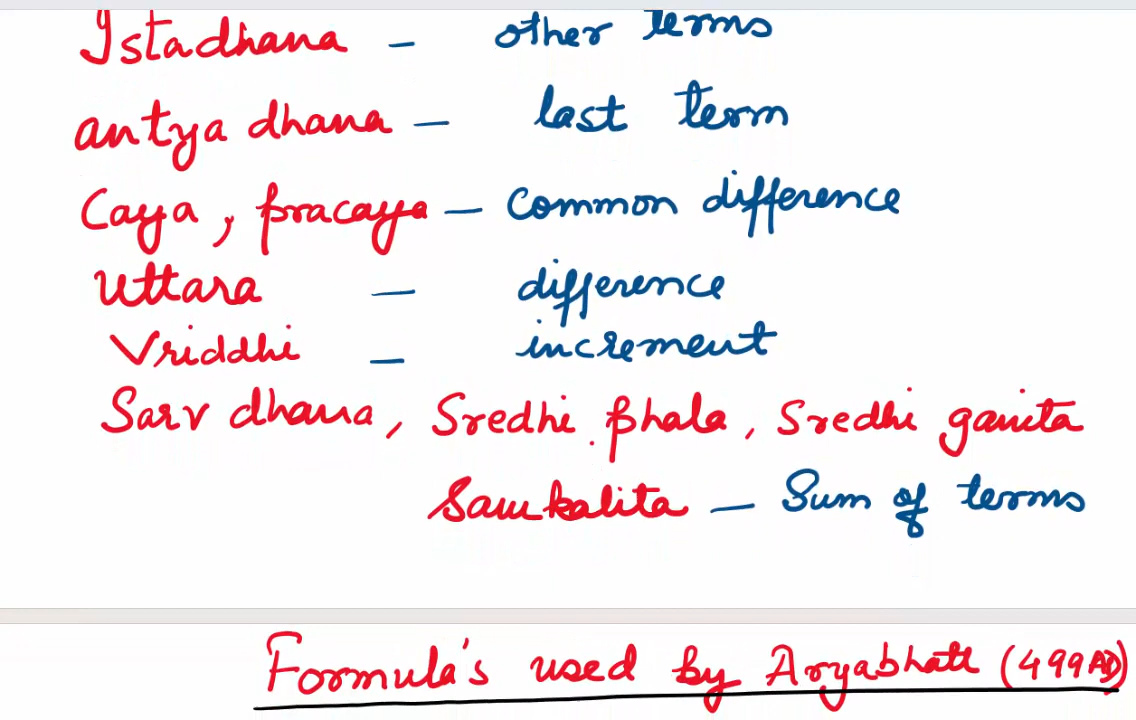 Istadhana - other terms
antya dhana - last term
Caya, pracaya - Common difference
Uttara - difference
Vriddhi - increment
Sarv dhana, Sredhi phala, Sredhi ganita
Samkalita - Sum of terms
Formula's used by Aryabhatt (499AD)